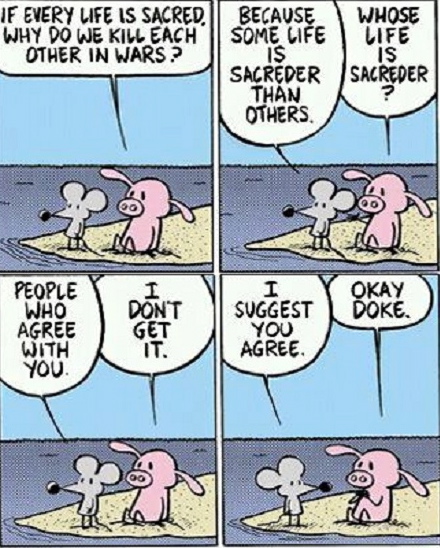 IF EVERY LIFE IS SACRED,
WHY DO WE KILL EACH
OTHER IN WARS?
BECAUSE
SOME LIFE
IS
SACREDER
THAN
OTHERS.
WHOSE
LIFE
IS
SACREDER
?
PEOPLE
WHO
AGREE
WITH
YOU.
I
DON'T
GET
IT.
I
SUGGEST
YOU
AGREE.
OKAY
DOKE.